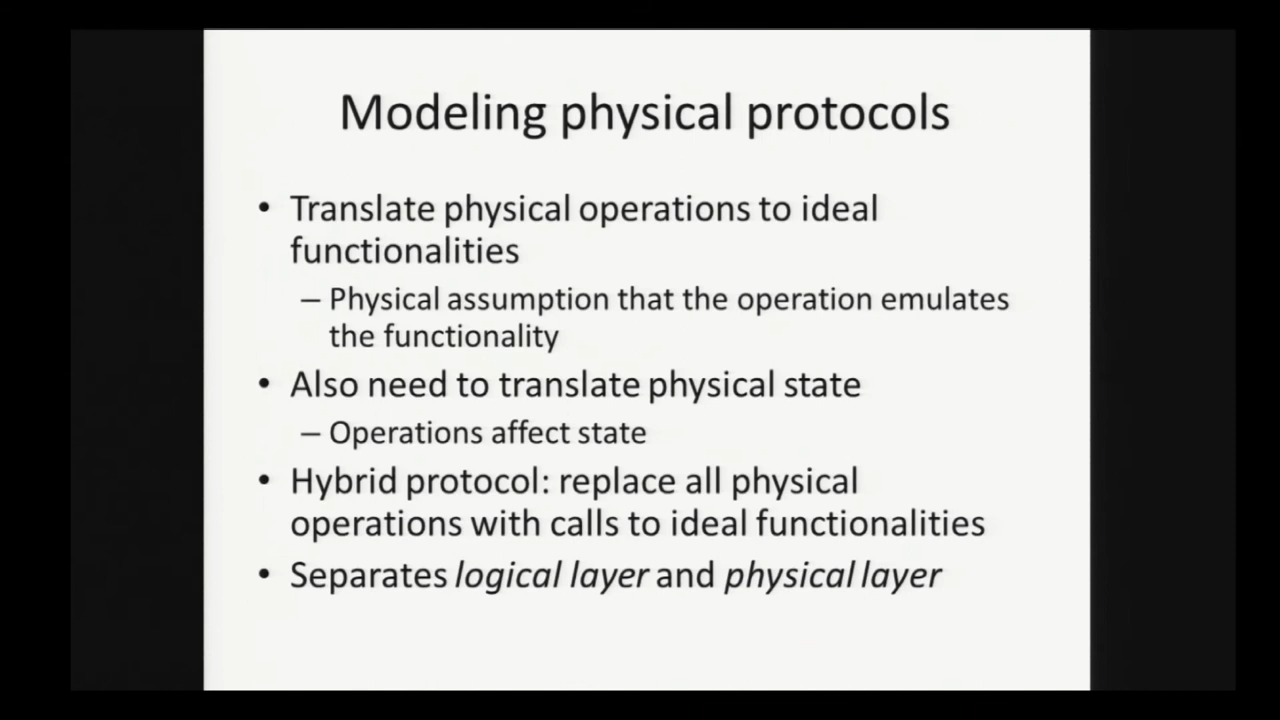 Modeling physical protocols
• Translate physical operations to ideal
functionalities
– Physical assumption that the operation emulates
the functionality
• Also need to translate physical state
– Operations affect state
• Hybrid protocol: replace all physical
operations with calls to ideal functionalities
• Separates logical layer and physical layer